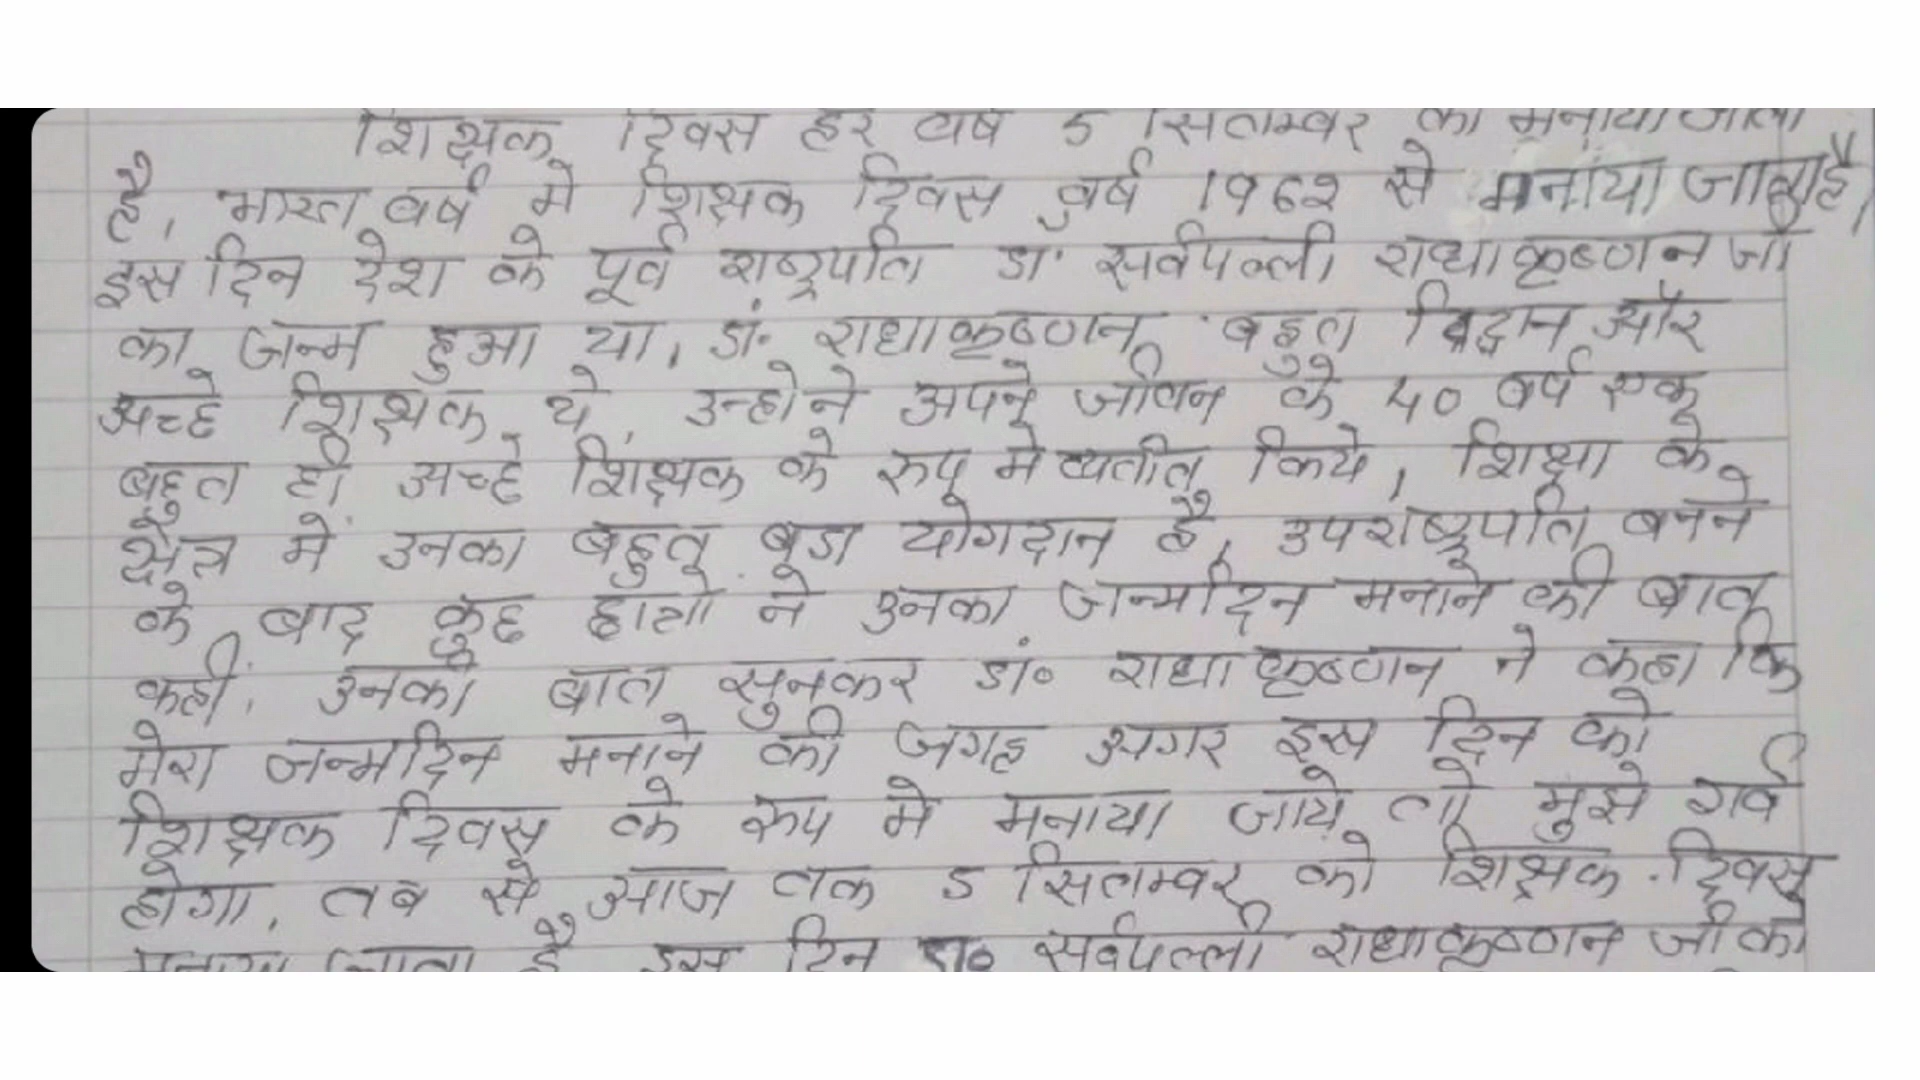 शिक्षक दिवस हर वर्ष 5 सितम्बर को मनाया जाता
है, भारत वर्ष मे शिक्षक दिवस वर्ष 1962 से मनाया जाता है,
इस दिन देश के पूर्व राष्ट्रपति डा॰ सर्वपल्ली राधाकृष्णन जी
का जन्म हुआ था, डां॰ राधाकृष्णन बहुत विद्वान और
अच्छे शिक्षक थे, उन्होने अपने जीवन के 40 वर्ष एक
बहुत ही अच्छे शिक्षक के रुप मे व्यतीत किये, शिक्षा के
क्षेत्र में उनका बहुत बडा योगदान है, उपराष्ट्रपति बनने
के बाद कुछ छात्रो ने उनका जन्मदिन मनाने की बात
कही, उनकी बात सुनकर डां॰ राधाकृष्णन ने कहा कि
मेरा जन्मदिन मनाने की जगह अगर इस दिन को
शिक्षक दिवस के रुप मे मनाया जाये तो मुझे गर्व
होगा, तब से आज तक 5 सितम्बर को शिक्षक दिवस
मनाया जाता है इस दिन डा॰ सर्वपल्ली राधाकृष्णन जी को